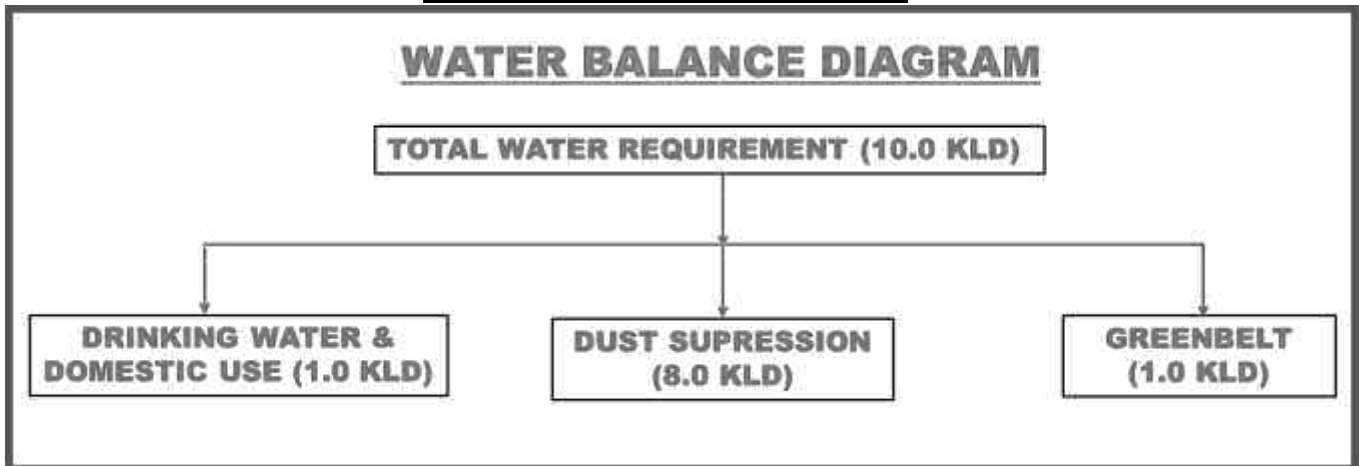 WATER BALANCE DIAGRAM
TOTAL WATER REQUIREMENT (10.0 KLD)
DRINKING WATER &
DOMESTIC USE (1.0 KLD)
DUST SUPRESSION
(8.0 KLD)
GREENBELT
(1.0 KLD)